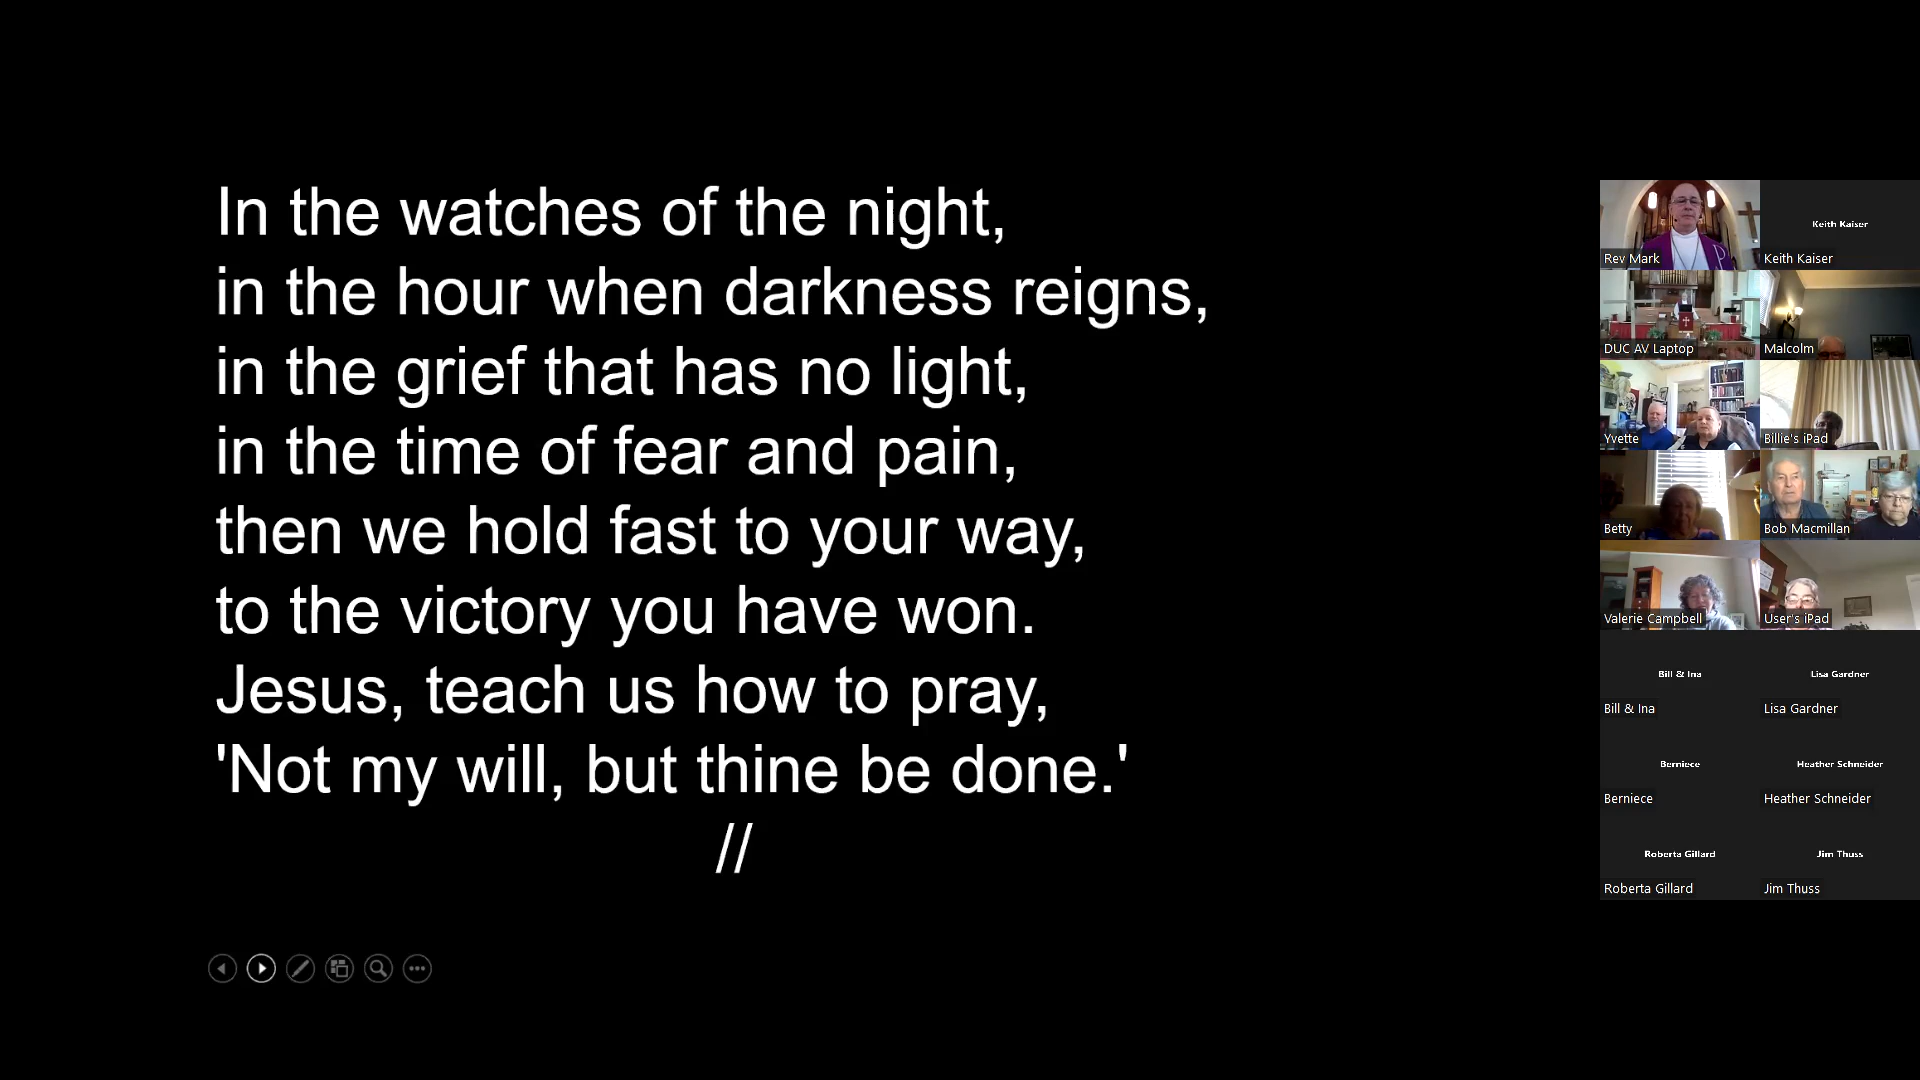 In the watches of the night,
in the hour when darkness reigns,
in the grief that has no light,
in the time of fear and pain,
then we hold fast to your way,
to the victory you have won.
Jesus, teach us how to pray,
'Not my will, but thine be done.'
//
Rev Mark
Keith Kaiser
Keith Kaiser
DUC AV Laptop
Malcolm
Yvette
Billie's iPad
Betty
Bob Macmillan
Valerie Campbell
User's iPad
Bill & Ina
Bill & Ina
Lisa Gardner
Lisa Gardner
Berniece
Berniece
Heather Schneider
Heather Schneider
Roberta Gillard
Roberta Gillard
Jim Thuss
Jim Thuss